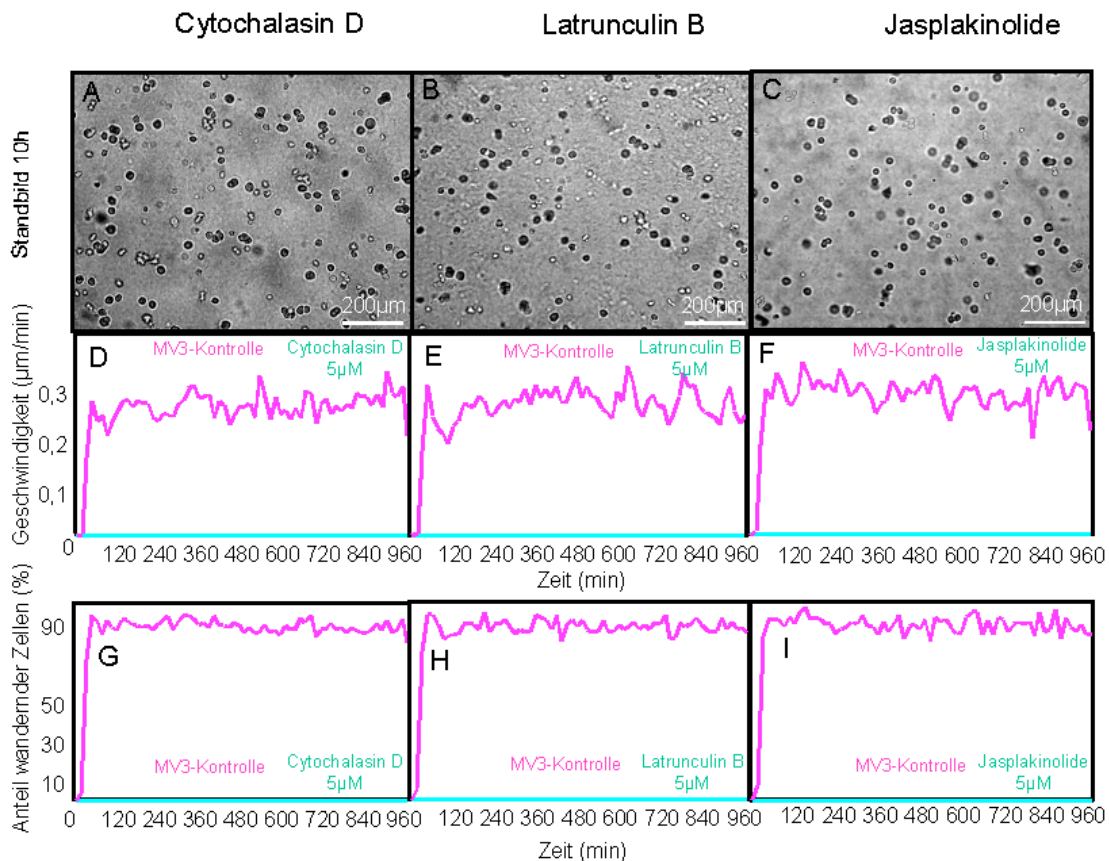 Cytochalasin D
Latrunculin B
Jasplakinolide
Standbild 10h
A
B
C
200µm
200µm
200µm
Geschwindigkeit (µm/min)
0,3
0,2
0,1
0
D
MV3-Kontrolle
Cytochalasin D
5µM
E
MV3-Kontrolle
Latrunculin B
5µM
F
MV3-Kontrolle
Jasplakinolide
5µM
120 240 360 480 600 720 840 960
120 240 360 480 600 720 840 960
120 240 360 480 600 720 840 960
Zeit (min)
Anteil wandernder Zellen (%)
90
50
30
10
G
MV3-Kontrolle
Cytochalasin D
5µM
H
MV3-Kontrolle
Latrunculin B
5µM
I
MV3-Kontrolle
Jasplakinolide
5µM
0 120 240 360 480 600 720 840 960
120 240 360 480 600 720 840 960
120 240 360 480 600 720 840 960
Zeit (min)